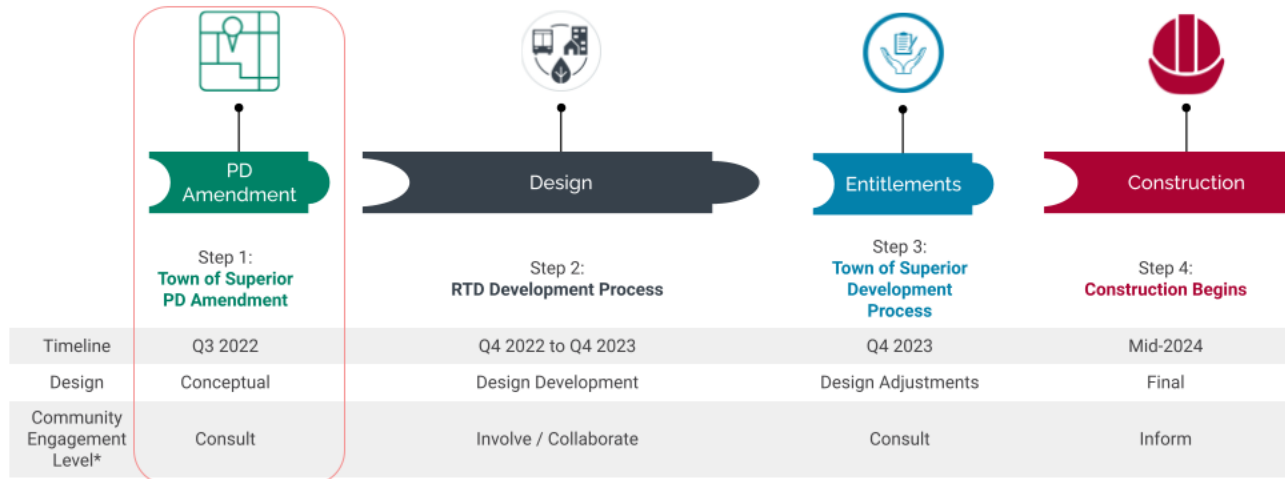 PD
Amendment
Design
Entitlements
Construction
Step 1:
Town of Superior
PD Amendment
Step 2:
RTD Development Process
Step 3:
Town of Superior
Development
Process
Step 4:
Construction Begins
Timeline Q3 2022 Q4 2022 to Q4 2023 Q4 2023 Mid-2024
Design Conceptual Design Development Design Adjustments Final
Community
Engagement
Level* Consult Involve / Collaborate Consult Inform